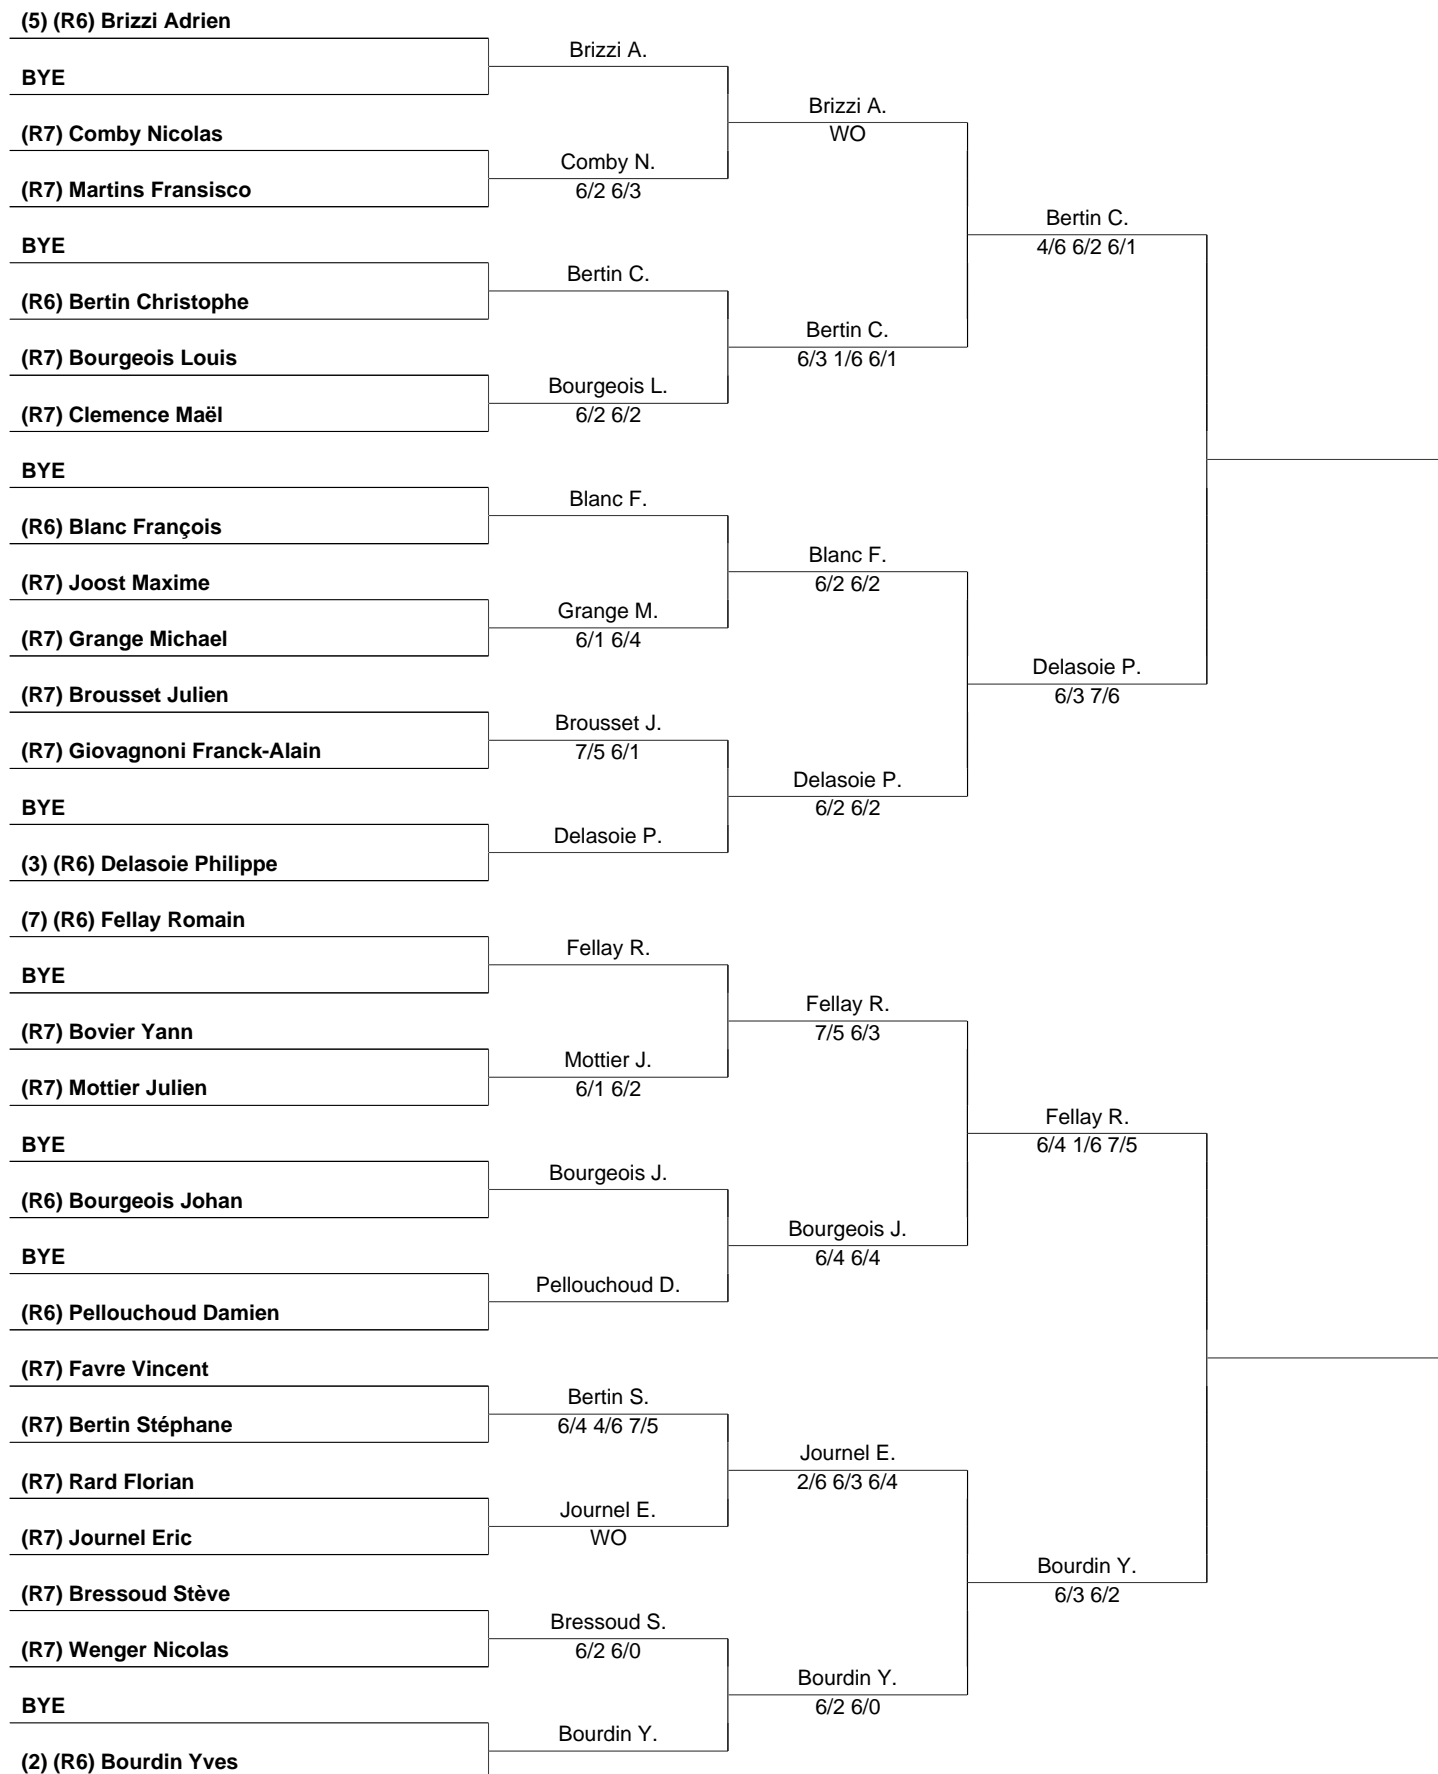 (5) (R6) Brizzi Adrien
Brizzi A.
BYE
Brizzi A.
WO
(R7) Comby Nicolas
Comby N.
6/2 6/3
(R7) Martins Fransisco
Bertin C.
4/6 6/2 6/1
BYE
Bertin C.
(R6) Bertin Christophe
Bertin C.
6/3 1/6 6/1
(R7) Bourgeois Louis
Bourgeois L.
6/2 6/2
(R7) Clemence Maël
BYE
Blanc F.
(R6) Blanc François
Blanc F.
6/2 6/2
(R7) Joost Maxime
Grange M.
6/1 6/4
(R7) Grange Michael
Delasoie P.
6/3 7/6
(R7) Brousset Julien
Brousset J.
7/5 6/1
(R7) Giovagnoni Franck-Alain
Delasoie P.
6/2 6/2
BYE
Delasoie P.
(3) (R6) Delasoie Philippe
(7) (R6) Fellay Romain
Fellay R.
BYE
Fellay R.
7/5 6/3
(R7) Bovier Yann
Mottier J.
6/1 6/2
(R7) Mottier Julien
Fellay R.
6/4 1/6 7/5
BYE
Bourgeois J.
(R6) Bourgeois Johan
Bourgeois J.
6/4 6/4
BYE
Pellouchoud D.
(R6) Pellouchoud Damien
(R7) Favre Vincent
Bertin S.
6/4 4/6 7/5
(R7) Bertin Stéphane
Journel E.
2/6 6/3 6/4
(R7) Rard Florian
Journel E.
WO
(R7) Journel Eric
Bourdin Y.
6/3 6/2
(R7) Bressoud Stève
Bressoud S.
6/2 6/0
(R7) Wenger Nicolas
Bourdin Y.
6/2 6/0
BYE
Bourdin Y.
(2) (R6) Bourdin Yves